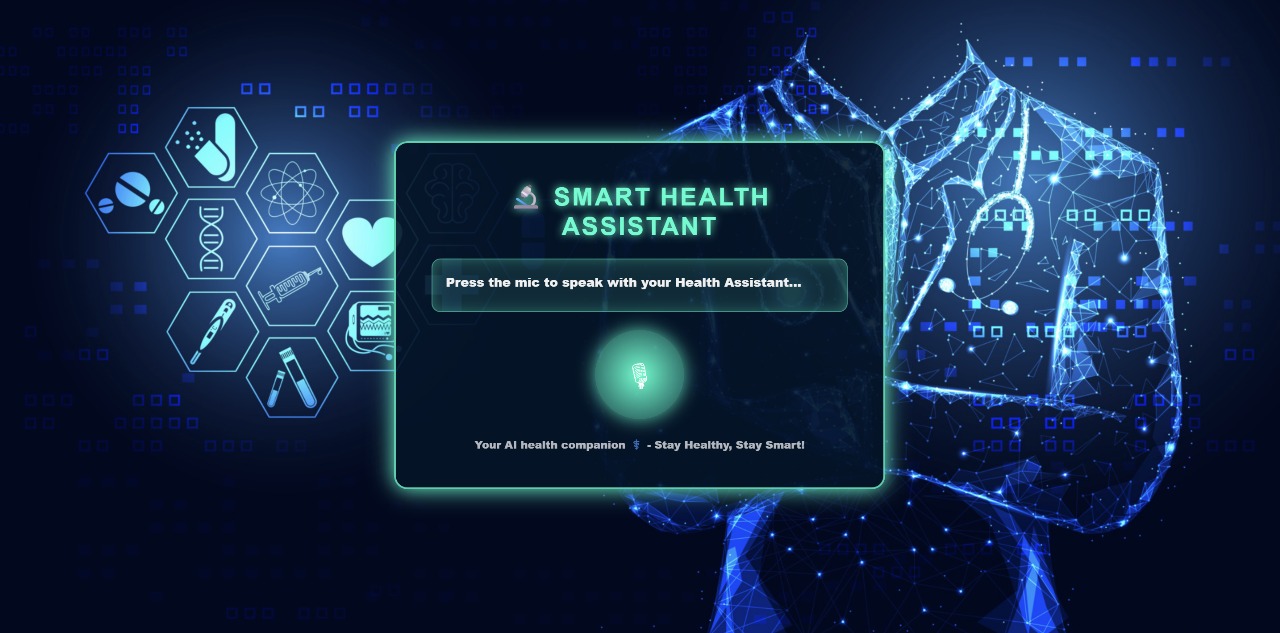 🔬 SMART HEALTH
ASSISTANT
Press the mic to speak with your Health Assistant...
Your AI health companion ⚕ - Stay Healthy, Stay Smart!